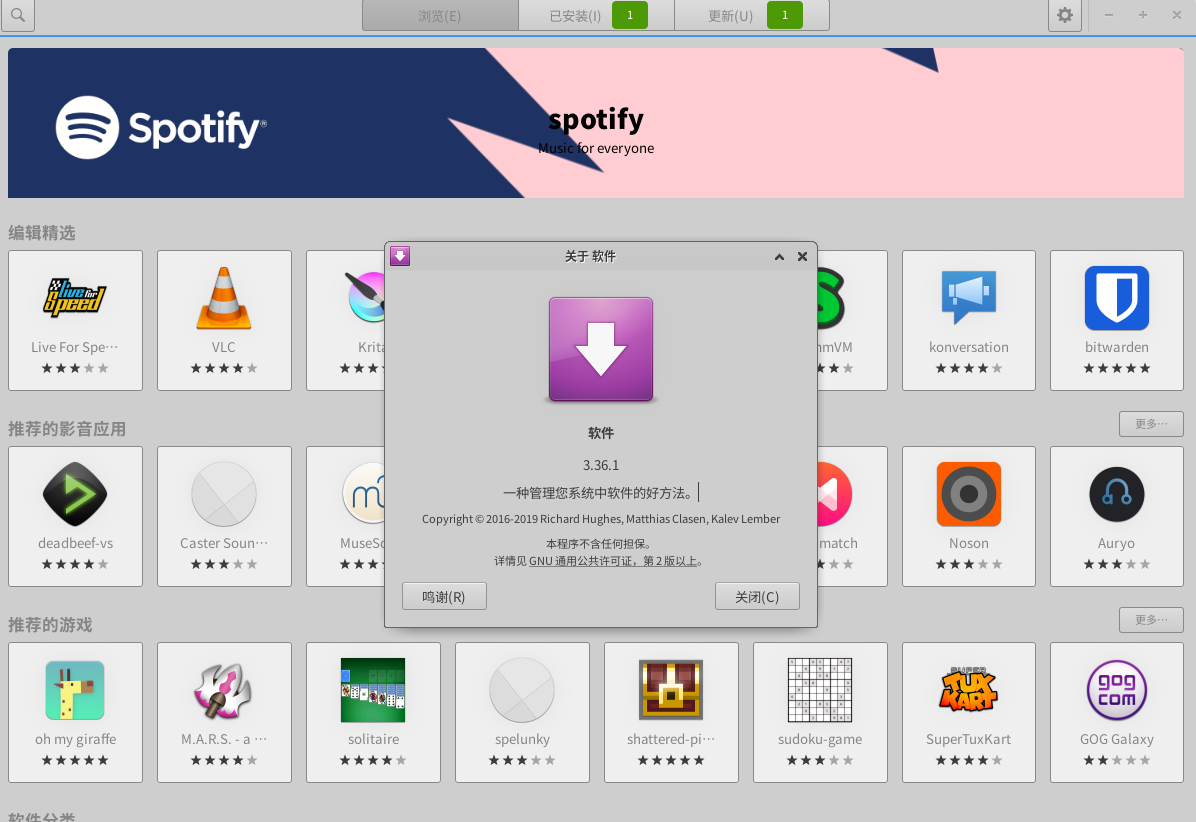 浏览(E)
已安装(I) 1
更新(U) 1
Spotify®
spotify
Music for everyone
编辑精选
Live For Spe…
VLC
Krita
mVM
konversation
bitwarden
关于 软件
软件
3.36.1
一种管理您系统中软件的好方法。
Copyright © 2016-2019 Richard Hughes, Matthias Clasen, Kalev Lember
本程序不含任何担保。
详情见 GNU 通用公共许可证，第 2 版以上。
鸣谢(R)
关闭(C)
推荐的影音应用
更多…
deadbeef-vs
Caster Soun…
MuseSc
match
Noson
Auryo
推荐的游戏
更多…
oh my giraffe
M.A.R.S. - a …
solitaire
spelunky
shattered-pi…
sudoku-game
SUPER
TUX
KART
SuperTuxKart
gog
com
GOG Galaxy
软件分类